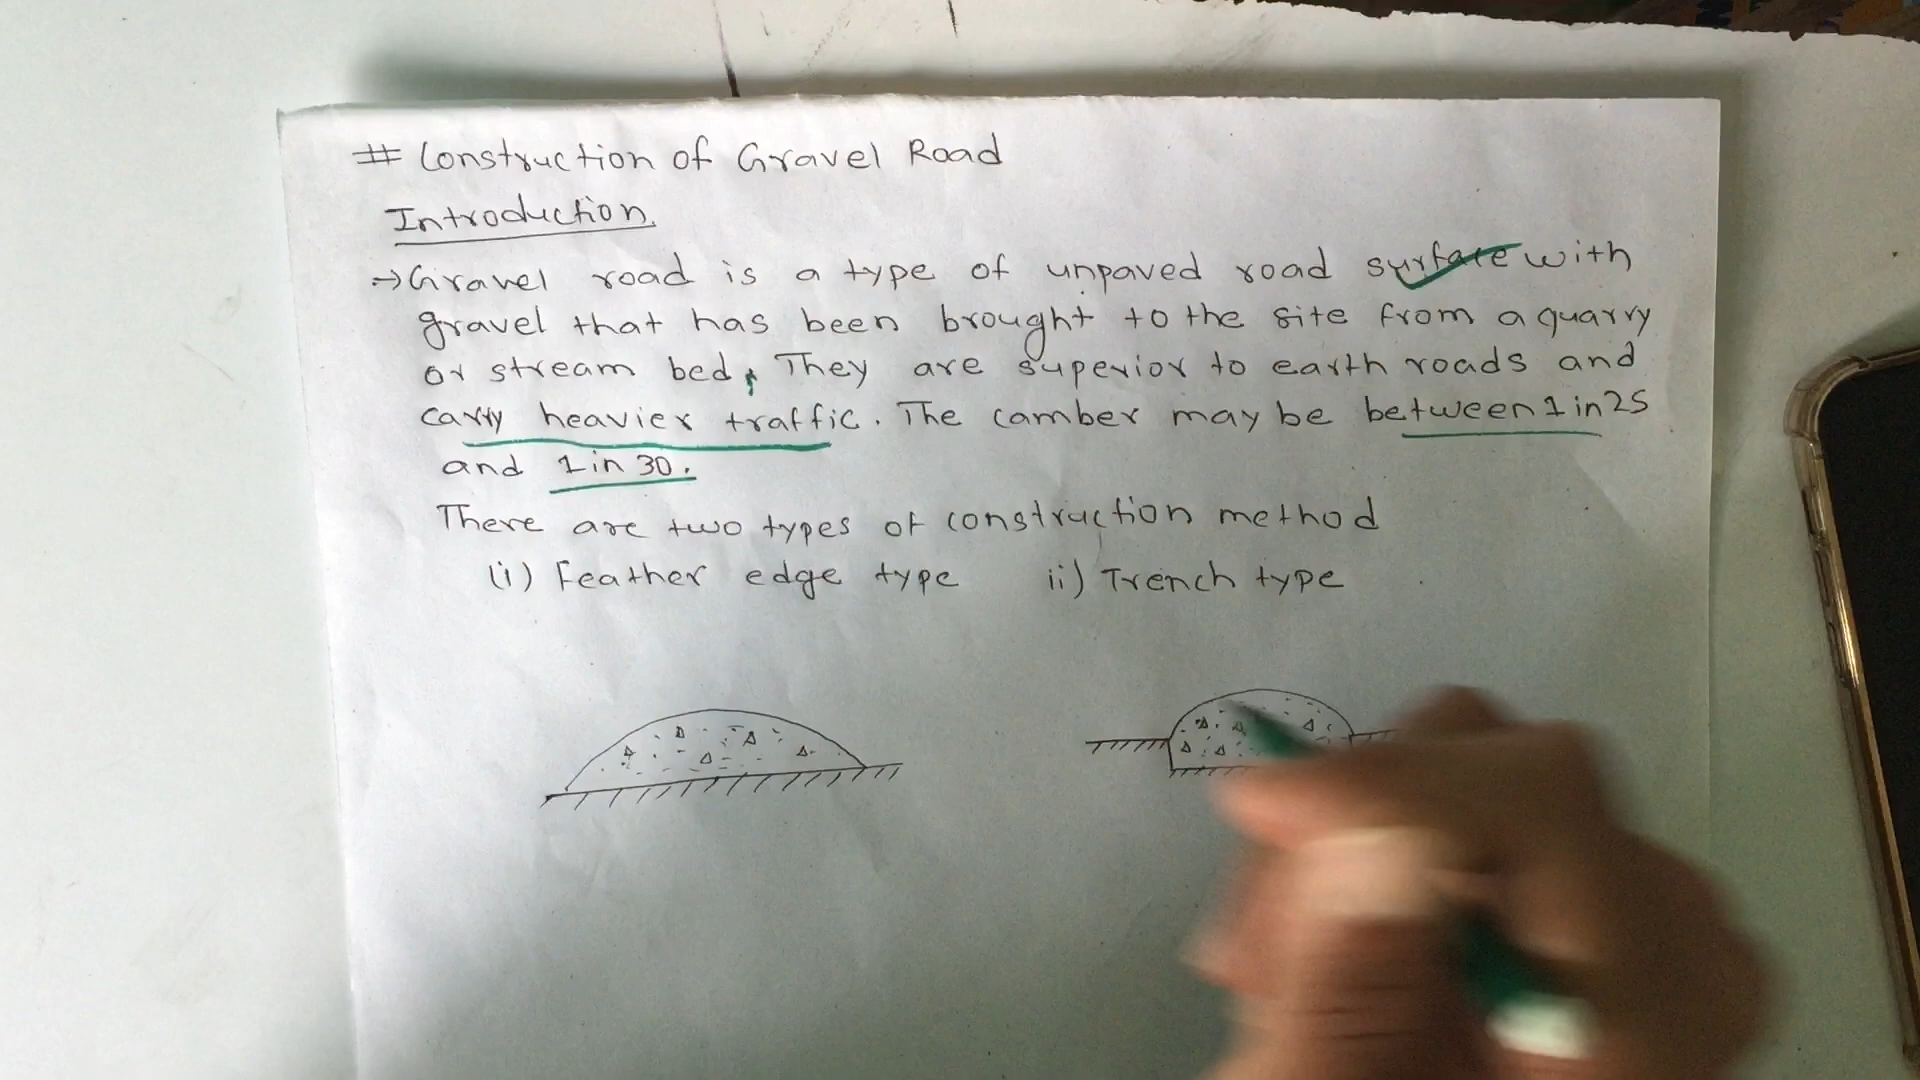 # Construction of Gravel Road
Introduction.
→ Gravel road is a type of unpaved road surface with
gravel that has been brought to the site from a quarry
or stream bed, They are superior to earth roads and
carry heavier traffic. The camber may be between 1 in 25
and 1 in 30.
There are two types of construction method
(i) Feather edge type ii) Trench type